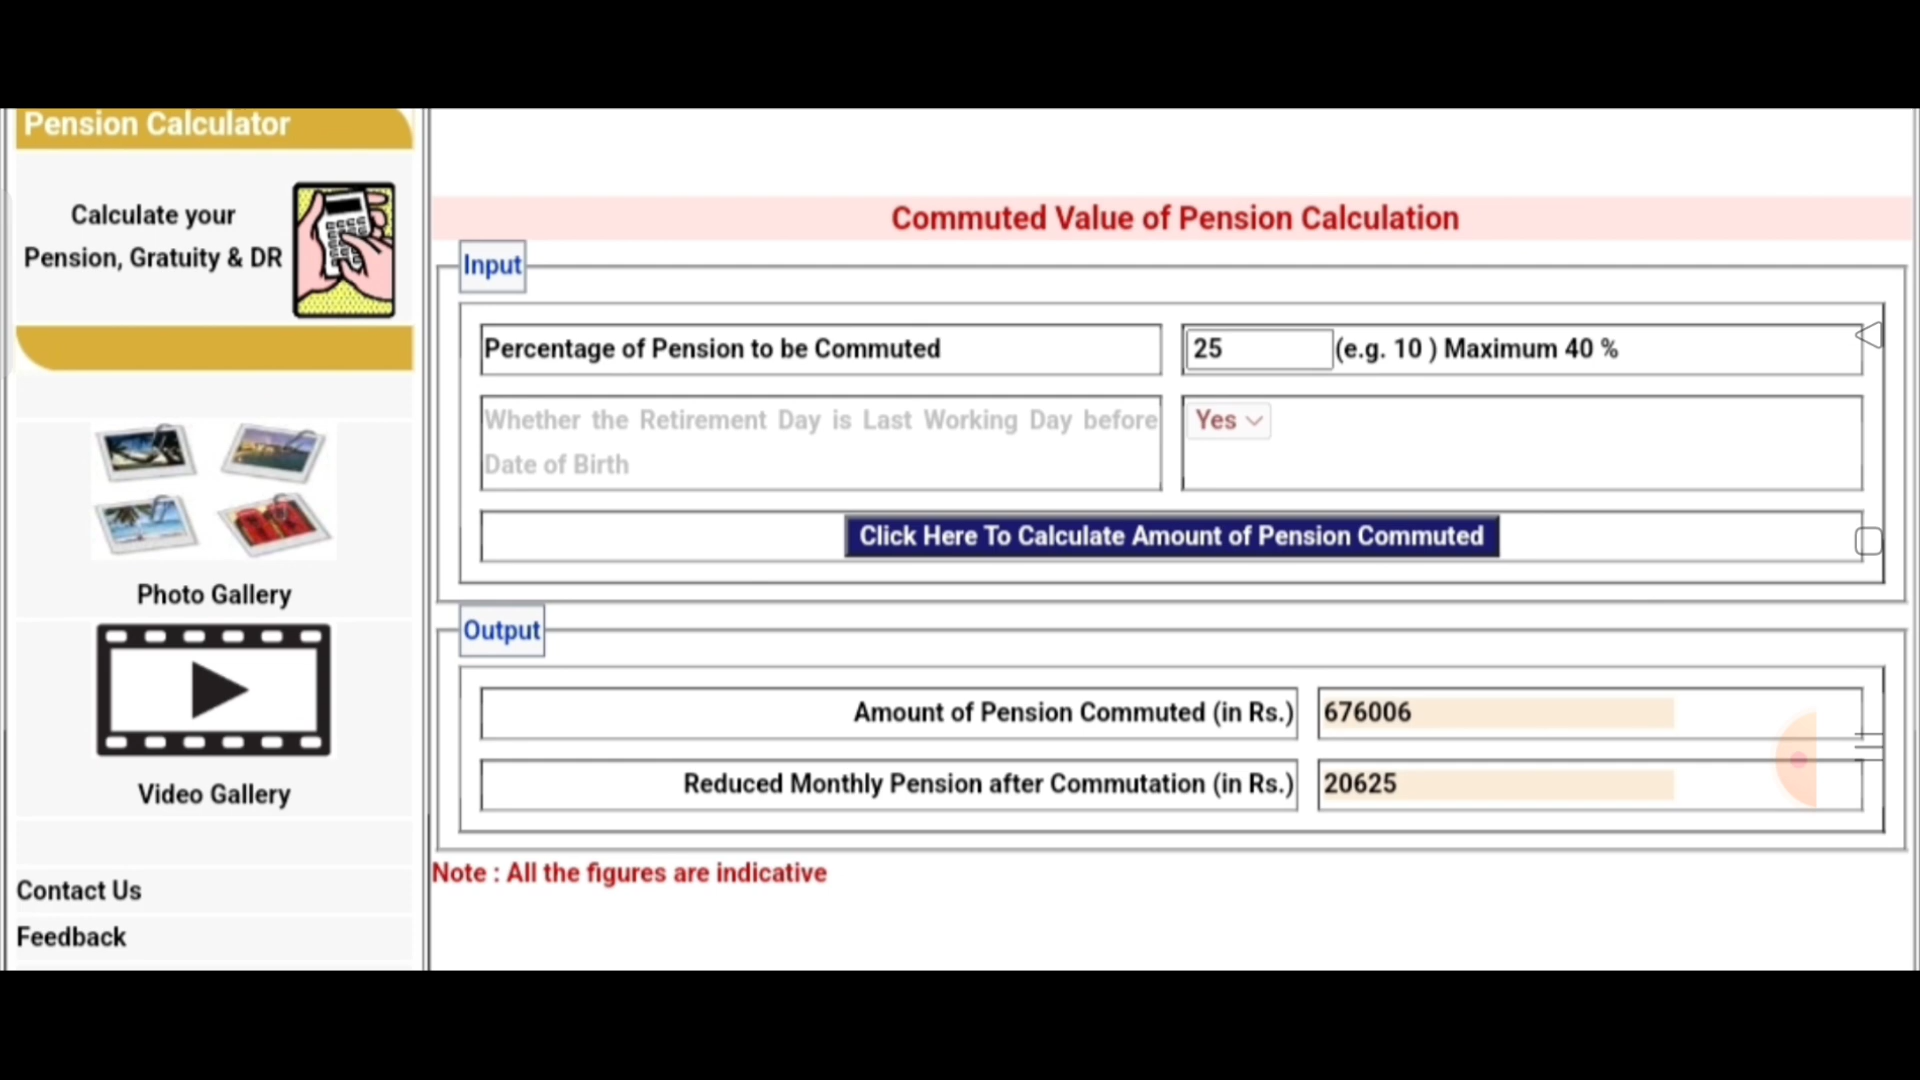 Pension Calculator
Calculate your
Pension, Gratuity & DR
Photo Gallery
Video Gallery
Contact Us
Feedback
Commuted Value of Pension Calculation
Input
Percentage of Pension to be Commuted 25 (e.g. 10 ) Maximum 40 %
Whether the Retirement Day is Last Working Day before Yes
Date of Birth
Click Here To Calculate Amount of Pension Commuted
Output
Amount of Pension Commuted (in Rs.) 676006
Reduced Monthly Pension after Commutation (in Rs.) 20625
Note : All the figures are indicative